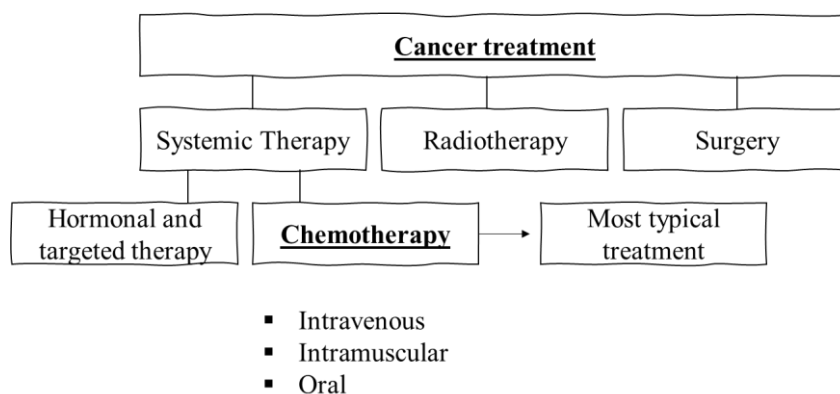 Cancer treatment
Systemic Therapy
Radiotherapy
Surgery
Hormonal and
targeted therapy
Chemotherapy
Most typical
treatment
▪ Intravenous
▪ Intramuscular
▪ Oral